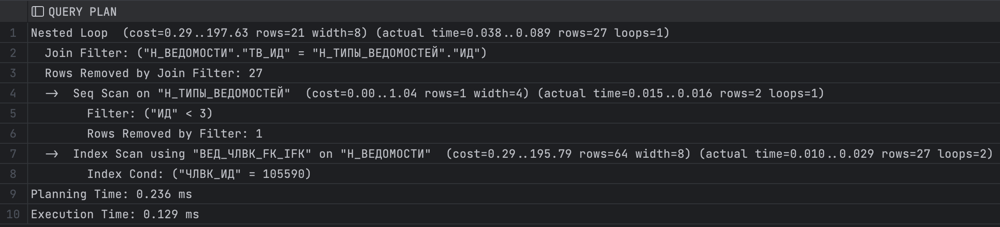 QUERY PLAN
1 Nested Loop  (cost=0.29..197.63 rows=21 width=8) (actual time=0.038..0.089 rows=27 loops=1)
2   Join Filter: ("Н_ВЕДОМОСТИ"."ТВ_ИД" = "Н_ТИПЫ_ВЕДОМОСТЕЙ"."ИД")
3   Rows Removed by Join Filter: 27
4   ->  Seq Scan on "Н_ТИПЫ_ВЕДОМОСТЕЙ"  (cost=0.00..1.04 rows=1 width=4) (actual time=0.015..0.016 rows=2 loops=1)
5         Filter: ("ИД" < 3)
6         Rows Removed by Filter: 1
7   ->  Index Scan using "ВЕД_ЧЛВК_FK_IFK" on "Н_ВЕДОМОСТИ"  (cost=0.29..195.79 rows=64 width=8) (actual time=0.010..0.029 rows=27 loops=2)
8         Index Cond: ("ЧЛВК_ИД" = 105590)
9 Planning Time: 0.236 ms
10 Execution Time: 0.129 ms